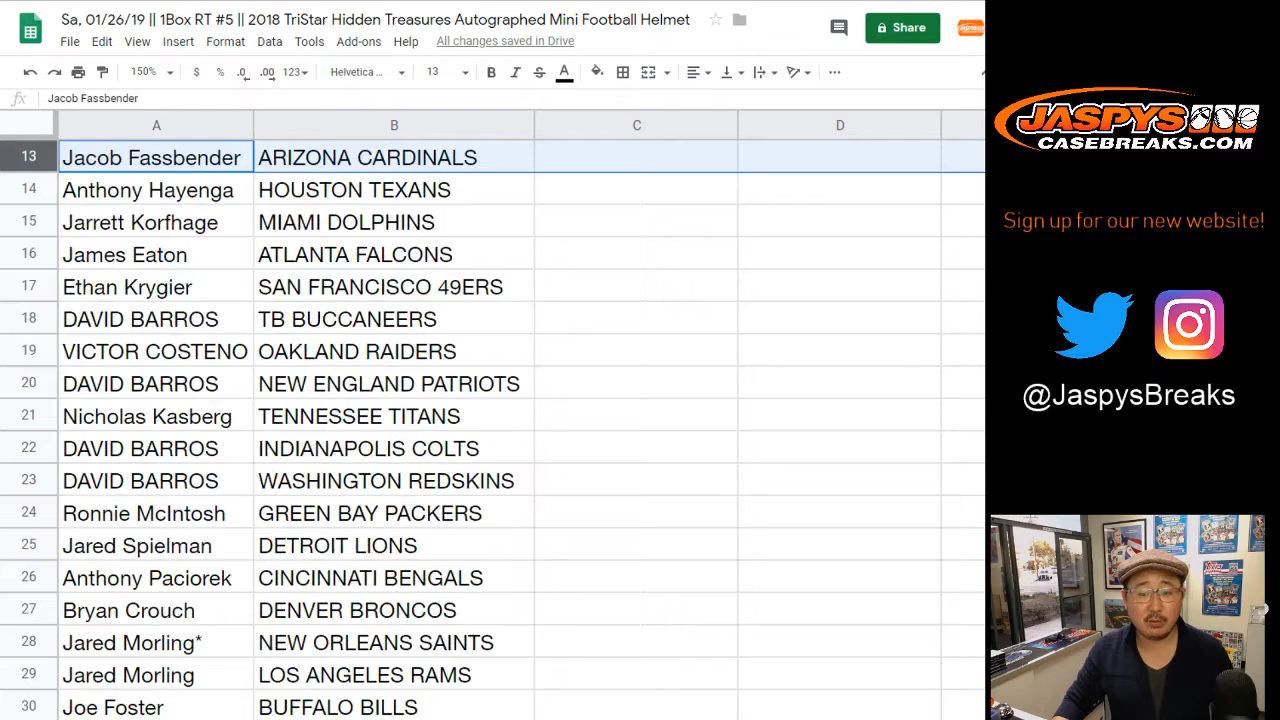 Sa, 01/26/19 || 1Box RT #5 || 2018 TriStar Hidden Treasures Autographed Mini Football Helmet
File Edit View Insert Format Data Tools Add-ons Help All changes saved in Drive
Share
150% $ % .0 .00 123 Helvetica ... 13 B I S A
fx Jacob Fassbender
A B C D
13 Jacob Fassbender ARIZONA CARDINALS
14 Anthony Hayenga HOUSTON TEXANS
15 Jarrett Korfhage MIAMI DOLPHINS
16 James Eaton ATLANTA FALCONS
17 Ethan Krygier SAN FRANCISCO 49ERS
18 DAVID BARROS TB BUCCANEERS
19 VICTOR COSTENO OAKLAND RAIDERS
20 DAVID BARROS NEW ENGLAND PATRIOTS
21 Nicholas Kasberg TENNESSEE TITANS
22 DAVID BARROS INDIANAPOLIS COLTS
23 DAVID BARROS WASHINGTON REDSKINS
24 Ronnie McIntosh GREEN BAY PACKERS
25 Jared Spielman DETROIT LIONS
26 Anthony Paciorek CINCINNATI BENGALS
27 Bryan Crouch DENVER BRONCOS
28 Jared Morling* NEW ORLEANS SAINTS
29 Jared Morling LOS ANGELES RAMS
30 Joe Foster BUFFALO BILLS
JASPYS
CASEBREAKS.COM
Sign up for our new website!
@JaspysBreaks